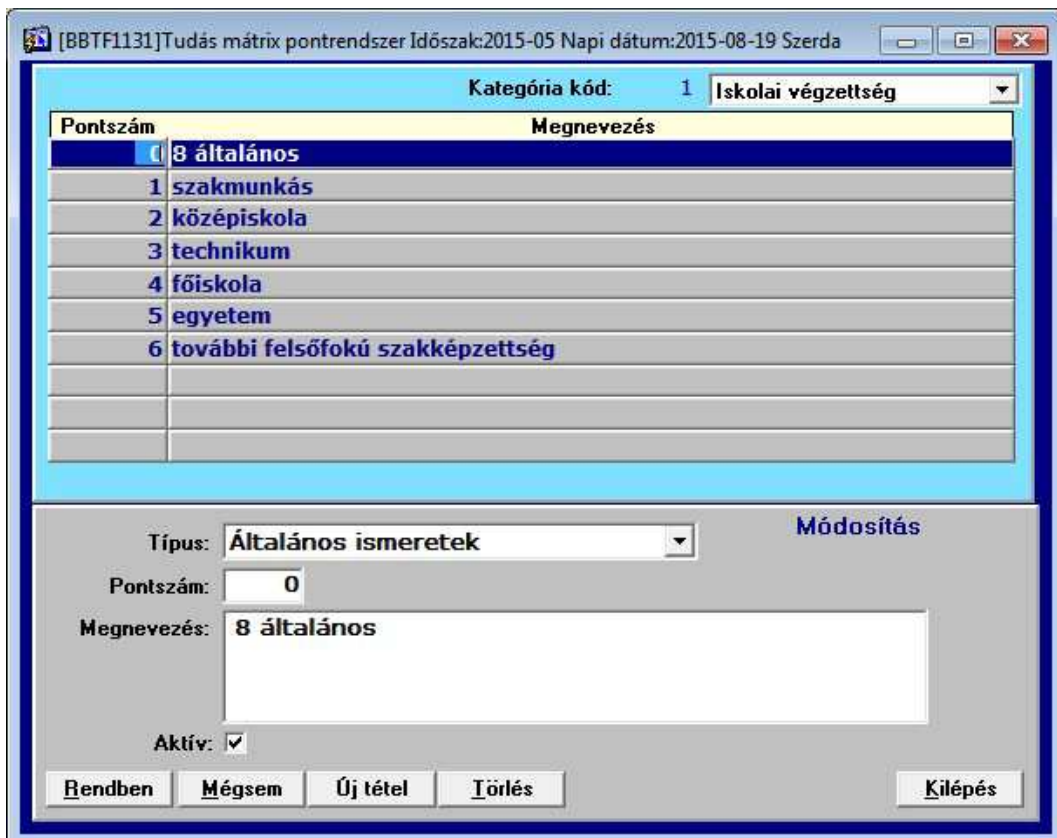 [BBTF1131]Tudás mátrix pontrendszer Időszak:2015-05 Napi dátum:2015-08-19 Szerda
Kategória kód: 1 Iskolai végzettség
Pontszám Megnevezés
0 8 általános
1 szakmunkás
2 középiskola
3 technikum
4 főiskola
5 egyetem
6 további felsőfokú szakképzettség
Módosítás
Típus: Általános ismeretek
Pontszám: 0
Megnevezés: 8 általános
Aktív:
Rendben Mégsem Új tétel Törlés Kilépés